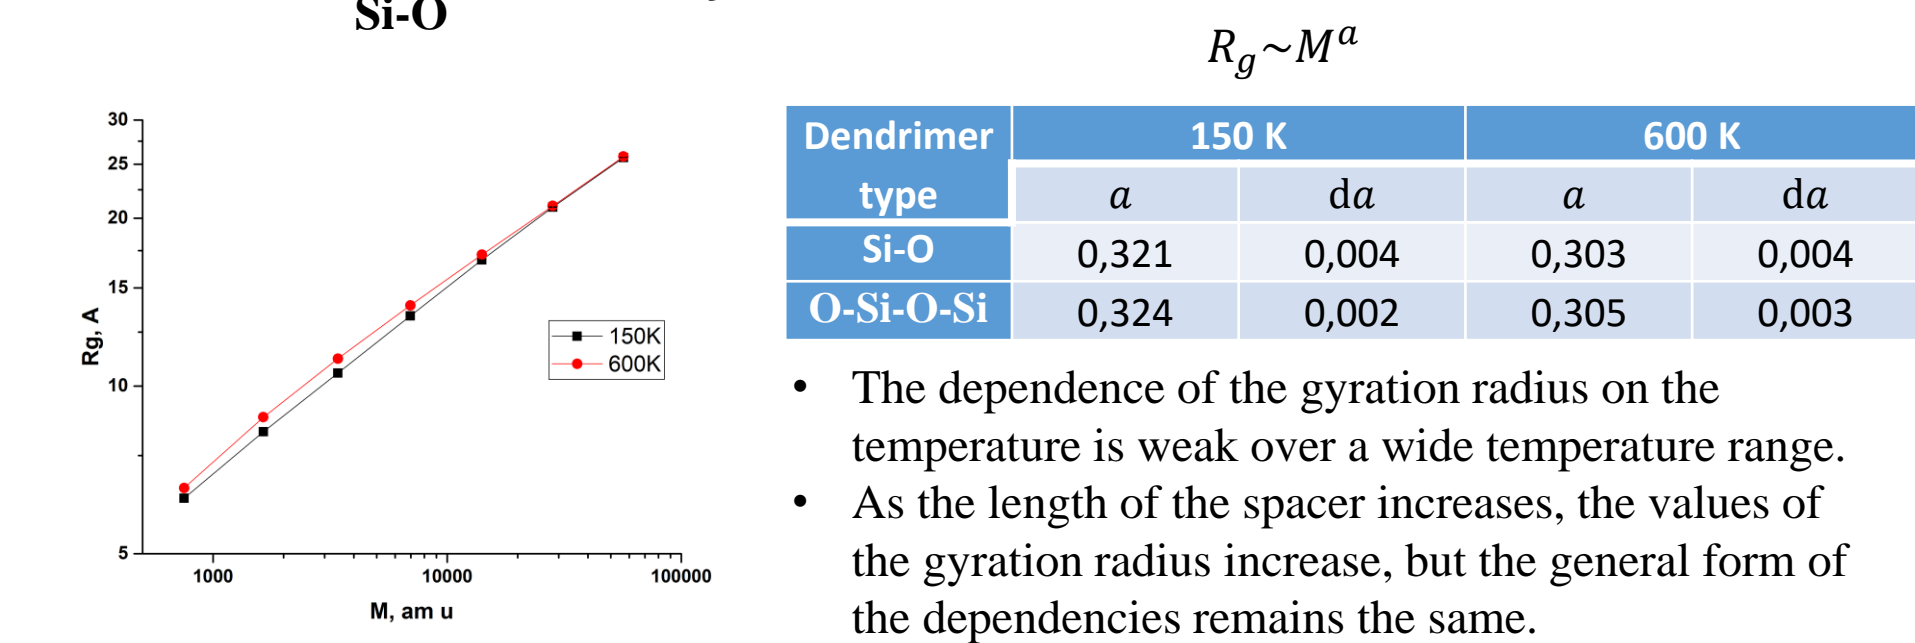 Si-O
R_g~M^a
30
25
20
15
10
5
Rg, A
150K
600K
1000 10000 100000
M, am u
Dendrimer type 150 K 600 K
a da a da
Si-O 0,321 0,004 0,303 0,004
O-Si-O-Si 0,324 0,002 0,305 0,003
• The dependence of the gyration radius on the
temperature is weak over a wide temperature range.
• As the length of the spacer increases, the values of
the gyration radius increase, but the general form of
the dependencies remains the same.